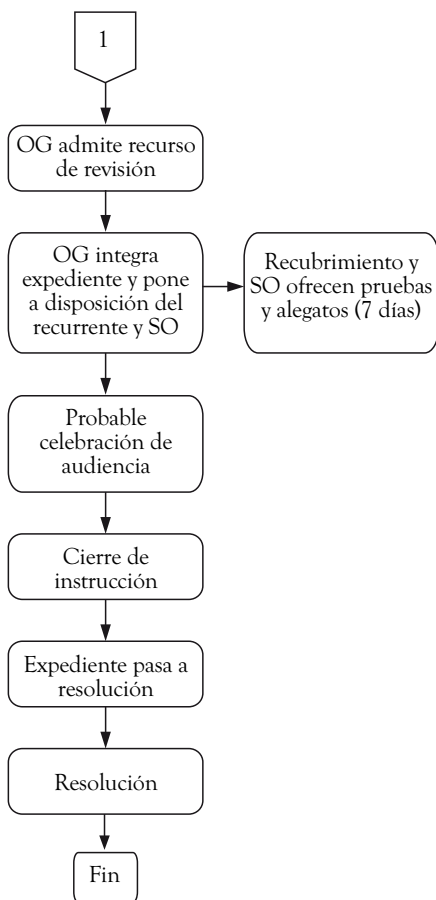 1
OG admite recurso
de revisión
OG integra
expediente y pone
a disposición del
recurrente y SO
Recubrimiento y
SO ofrecen pruebas
y alegatos (7 días)
Probable
celebración de
audiencia
Cierre de
instrucción
Expediente pasa a
resolución
Resolución
Fin